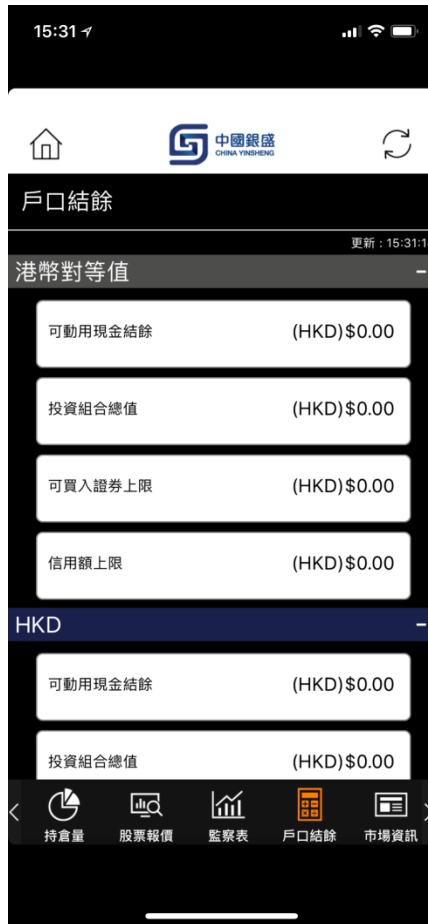 15:31
中國銀盛
CHINA YINSHENG
戶口結餘
更新：15:31:1
港幣對等值 −
可動用現金結餘 (HKD)$0.00
投資組合總值 (HKD)$0.00
可買入證券上限 (HKD)$0.00
信用額上限 (HKD)$0.00
HKD −
可動用現金結餘 (HKD)$0.00
投資組合總值 (HKD)$0.00
持倉量 股票報價 監察表 戶口結餘 市場資訊